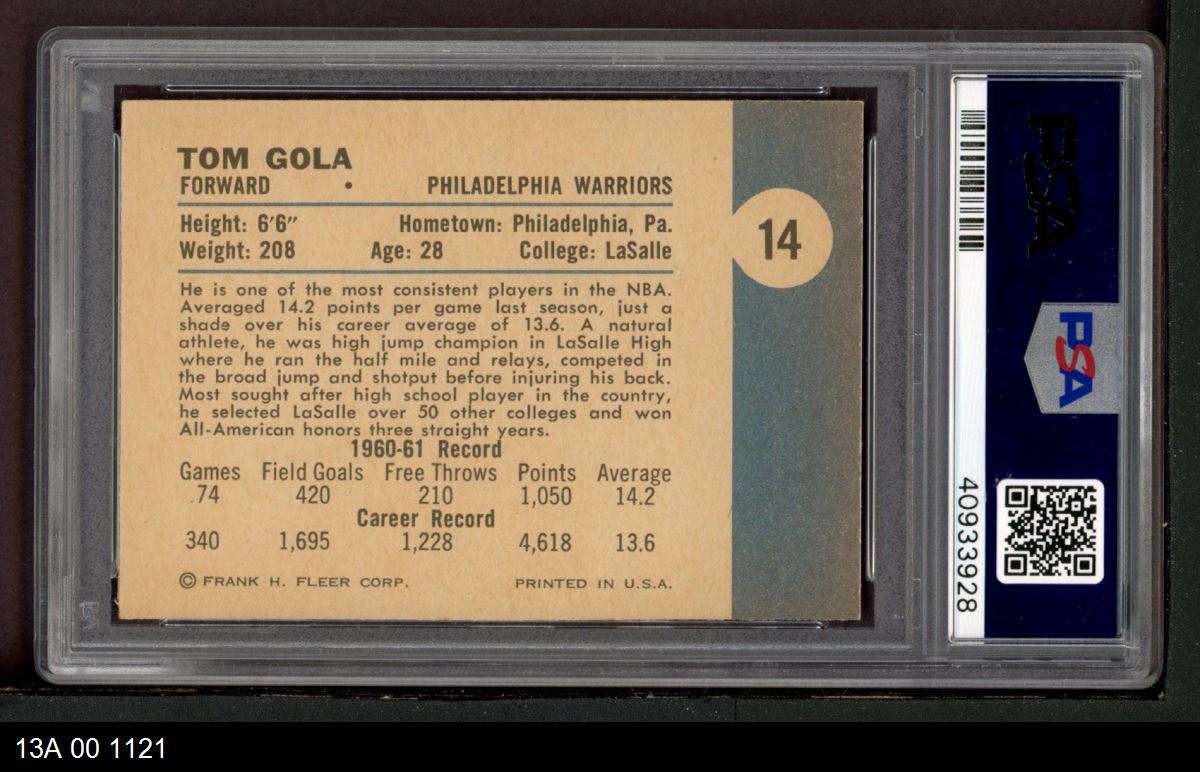 TOM GOLA
FORWARD • PHILADELPHIA WARRIORS
Height: 6'6" Hometown: Philadelphia, Pa.
Weight: 208 Age: 28 College: LaSalle
14
He is one of the most consistent players in the NBA.
Averaged 14.2 points per game last season, just a
shade over his career average of 13.6. A natural
athlete, he was high jump champion in LaSalle High
where he ran the half mile and relays, competed in
the broad jump and shotput before injuring his back.
Most sought after high school player in the country,
he selected LaSalle over 50 other colleges and won
All-American honors three straight years.
1960-61 Record
Games Field Goals Free Throws Points Average
74 420 210 1,050 14.2
Career Record
340 1,695 1,228 4,618 13.6
© FRANK H. FLEER CORP. PRINTED IN U.S.A.
PSA
PSA
40933928
13A 00 1121